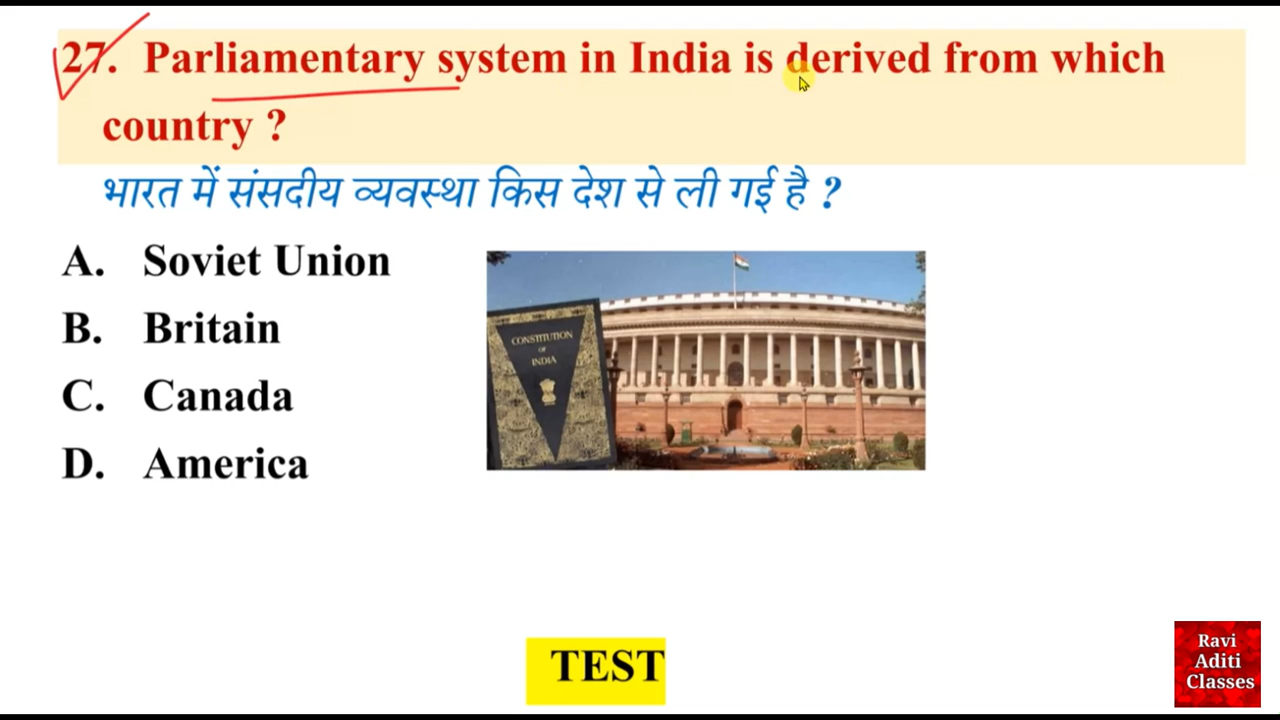 27. Parliamentary system in India is derived from which
country ?
भारत में संसदीय व्यवस्था किस देश से ली गई है ?
A. Soviet Union
B. Britain
C. Canada
D. America
CONSTITUTION
OF
INDIA
TEST
Ravi
Aditi
Classes